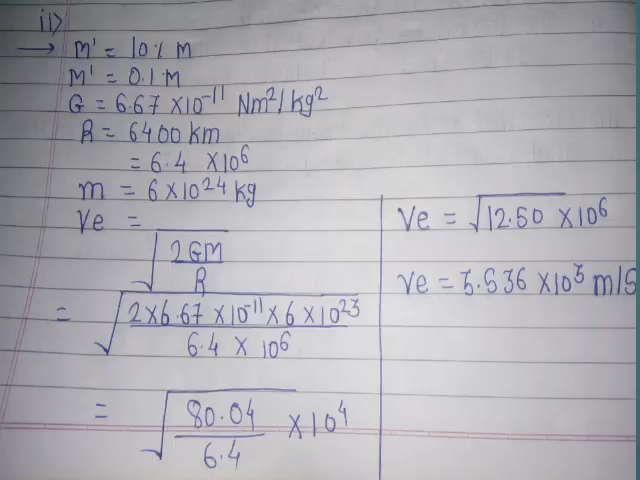 ii>
→ m' = 10% m
M' = 0.1 M
G = 6.67 × 10⁻¹¹ Nm²/kg²
R = 6400 km
= 6.4 × 10⁶
m = 6 × 10²⁴ kg
Ve =
√(2GM/R)
= √((2 × 6.67 × 10⁻¹¹ × 6 × 10²³)/(6.4 × 10⁶))
= √(80.04/6.4 × 10⁴)
Ve = √(12.50 × 10⁶)
Ve = 3.536 × 10³ m/s